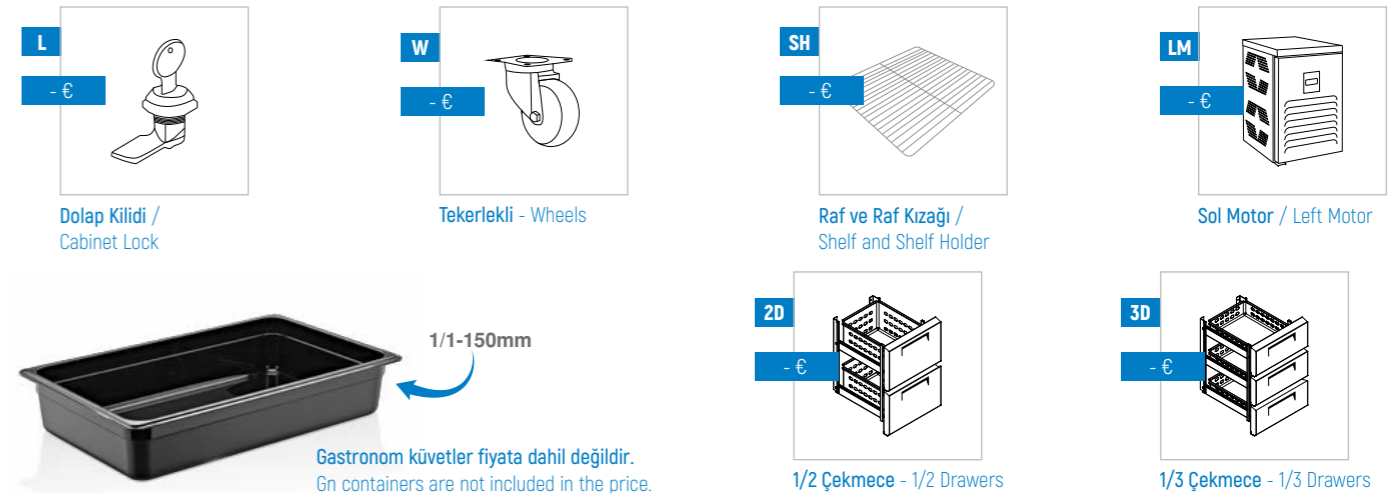 L
- €
Dolap Kilidi /
Cabinet Lock
W
- €
Tekerlekli - Wheels
SH
- €
Raf ve Raf Kızağı /
Shelf and Shelf Holder
LM
- €
Sol Motor / Left Motor
1/1-150mm
Gastronom küvetler fiyata dahil değildir.
Gn containers are not included in the price.
2D
- €
1/2 Çekmece - 1/2 Drawers
3D
- €
1/3 Çekmece - 1/3 Drawers